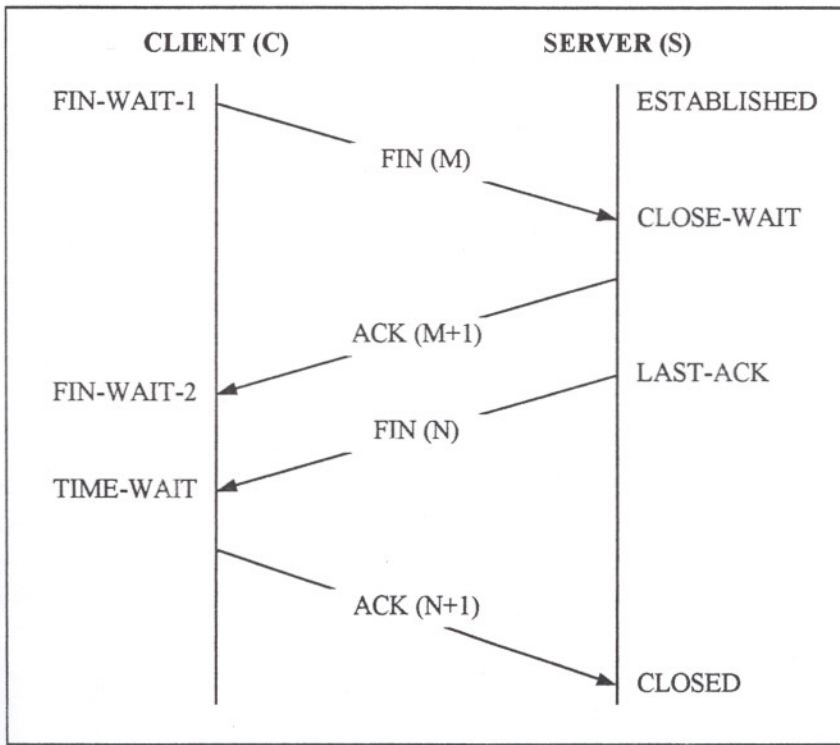 CLIENT (C)
SERVER (S)
FIN-WAIT-1
ESTABLISHED
FIN (M)
CLOSE-WAIT
ACK (M+1)
LAST-ACK
FIN-WAIT-2
FIN (N)
TIME-WAIT
ACK (N+1)
CLOSED